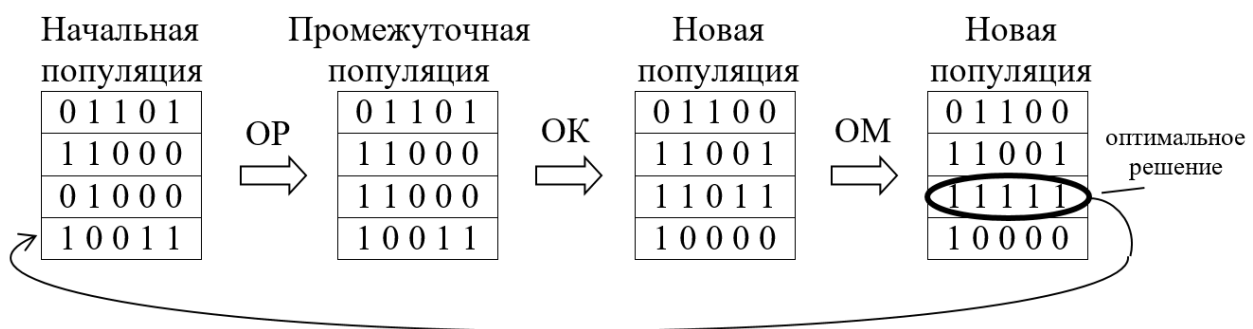 Начальная популяция
Промежуточная популяция
Новая популяция
Новая популяция
0 1 1 0 1
1 1 0 0 0
0 1 0 0 0
1 0 0 1 1
ОР
0 1 1 0 1
1 1 0 0 0
1 1 0 0 0
1 0 0 1 1
ОК
0 1 1 0 0
1 1 0 0 1
1 1 0 1 1
1 0 0 0 0
ОМ
0 1 1 0 0
1 1 0 0 1
1 1 1 1 1
1 0 0 0 0
оптимальное
решение